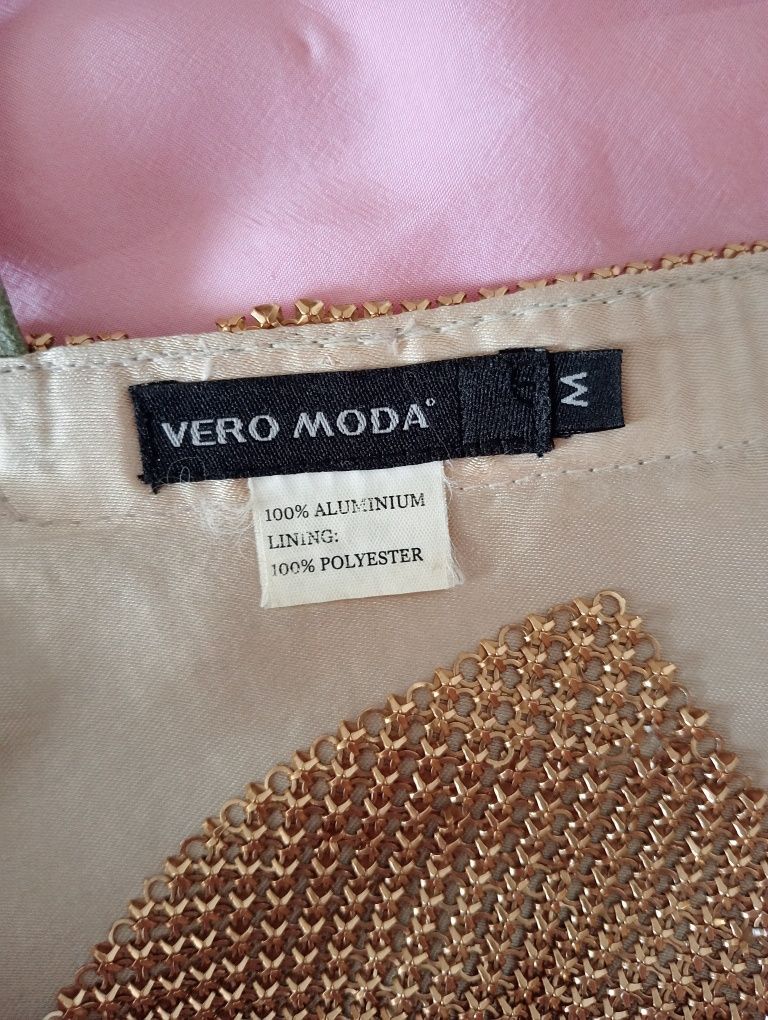 VERO MODA
M
100% ALUMINIUM
LINING:
100% POLYESTER